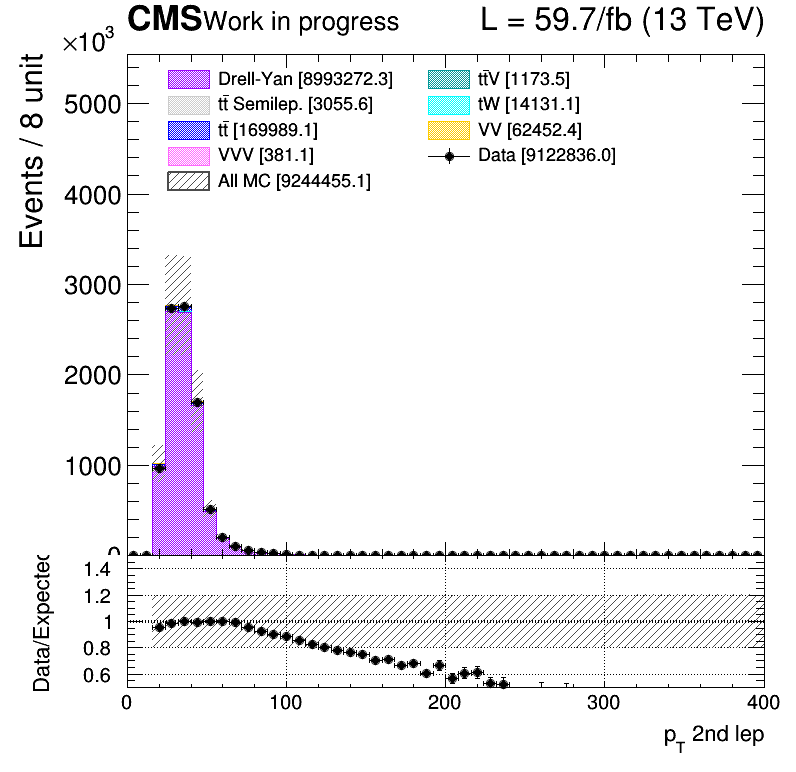 CMS Work in progress
L = 59.7/fb (13 TeV)
×10³
Events / 8 unit
5000
4000
3000
2000
1000
0
Drell-Yan [8993272.3]
tt̄ Semilep. [3055.6]
tt̄ [169989.1]
VVV [381.1]
All MC [9244455.1]
tt̄V [1173.5]
tW [14131.1]
VV [62452.4]
Data [9122836.0]
Data/Expected
1.4
1.2
1
0.8
0.6
0 100 200 300 400
p_T 2nd lep